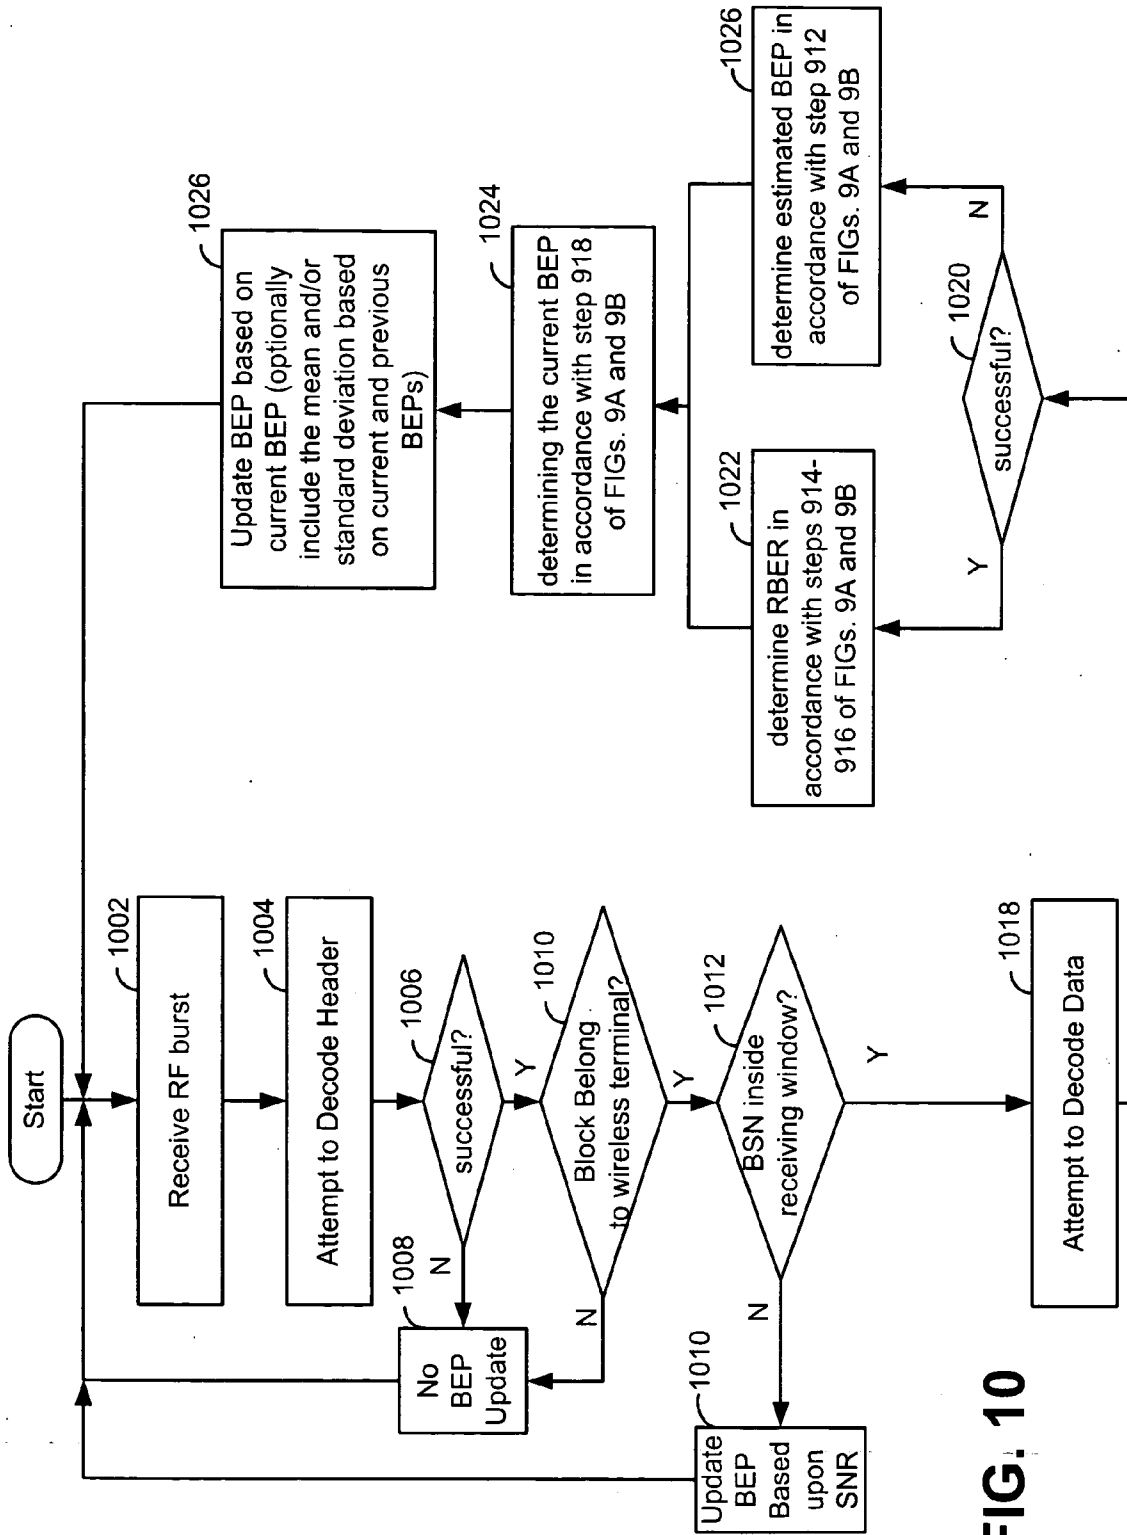 Start
1002
Receive RF burst
1004
Attempt to Decode Header
1006
successful?
N
Y
1008
No
BEP
Update
1010
Block Belong
to wireless terminal?
N
Y
1012
BSN inside
receiving window?
N
Y
1010
Update
BEP
Based
upon
SNR
1018
Attempt to Decode Data
1020
successful?
Y
N
1022
determine RBER in
accordance with steps 914-
916 of FIGs. 9A and 9B
1026
determine estimated BEP in
accordance with step 912
of FIGs. 9A and 9B
1024
determining the current BEP
in accordance with step 918
of FIGs. 9A and 9B
1026
Update BEP based on
current BEP (optionally
include the mean and/or
standard deviation based
on current and previous
BEPs)
FIG. 10